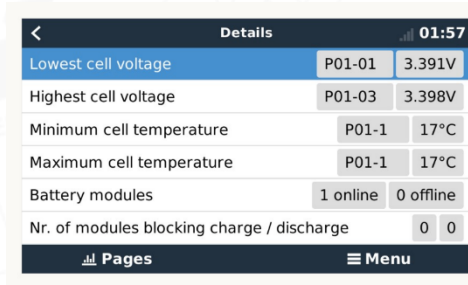 Details 01:57
Lowest cell voltage P01-01 3.391V
Highest cell voltage P01-03 3.398V
Minimum cell temperature P01-1 17°C
Maximum cell temperature P01-1 17°C
Battery modules 1 online 0 offline
Nr. of modules blocking charge / discharge 0 0
Pages Menu